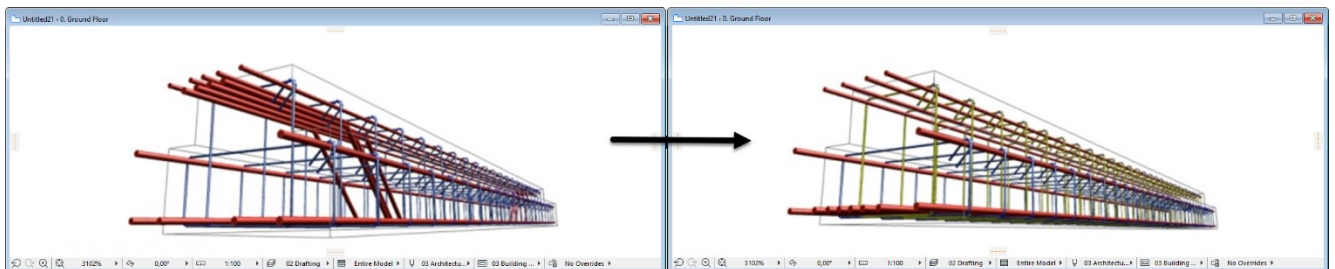 Untitled21 - 0. Ground Floor
3102% 0,00° 1:100 02 Drafting Entire Model 03 Architectu... 03 Building ... No Overrides
Untitled21 - 0. Ground Floor
3102% 0,00° 1:100 02 Drafting Entire Model 03 Architectu... 03 Building ... No Overrides